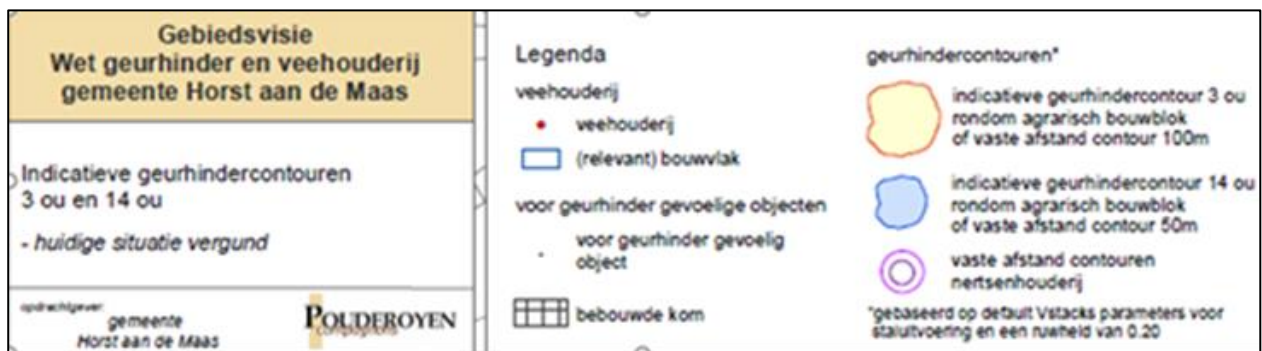 Gebiedsvisie
Wet geurhinder en veehouderij
gemeente Horst aan de Maas
Indicatieve geurhindercontouren
3 ou en 14 ou
- huidige situatie vergund
opdrachtgever:
gemeente
Horst aan de Maas
POUDEROYEN
compagnons
Legenda
veehouderij
veehouderij
(relevant) bouwvlak
voor geurhinder gevoelige objecten
voor geurhinder gevoelig
object
bebouwde kom
geurhindercontouren*
indicatieve geurhindercontour 3 ou
rondom agrarisch bouwblok
of vaste afstand contour 100m
indicatieve geurhindercontour 14 ou
rondom agrarisch bouwblok
of vaste afstand contour 50m
vaste afstand contouren
nertsenhouderij
*gebaseerd op default Vstacks parameters voor
staluitvoering en een ruwheid van 0.20